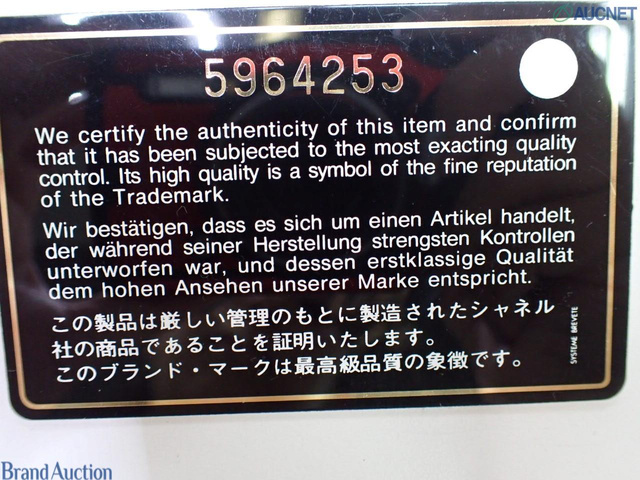 AUCNET
5964253
We certify the authenticity of this item and confirm
that it has been subjected to the most exacting quality
control. Its high quality is a symbol of the fine reputation
of the Trademark.
Wir bestätigen, dass es sich um einen Artikel handelt,
der während seiner Herstellung strengsten Kontrollen
unterworfen war, und dessen erstklassige Qualität
dem hohen Ansehen unserer Marke entspricht.
この製品は厳しい管理のもとに製造されたシャネル
社の商品であることを証明いたします。
このブランド・マークは最高級品質の象徴です。
SYSTEME BREVETE
Brand Auction